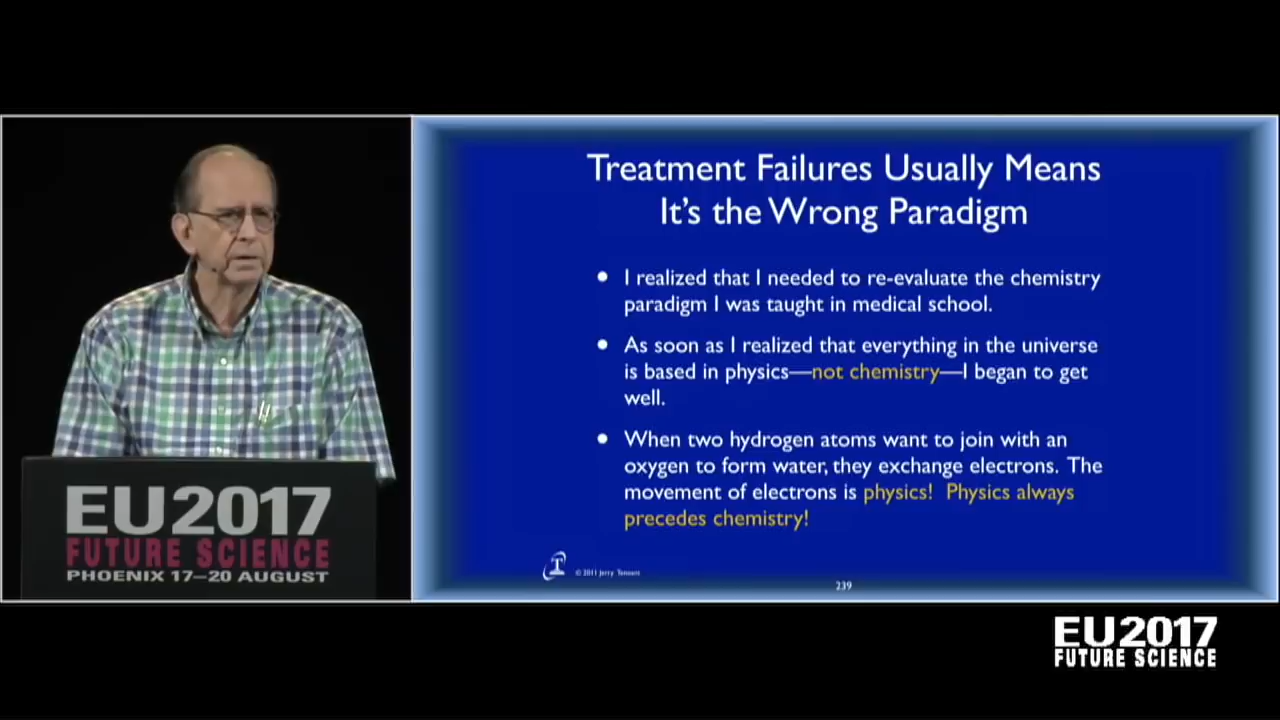 Treatment Failures Usually Means
It's the Wrong Paradigm
• I realized that I needed to re-evaluate the chemistry
paradigm I was taught in medical school.
• As soon as I realized that everything in the universe
is based in physics—not chemistry—I began to get
well.
• When two hydrogen atoms want to join with an
oxygen to form water, they exchange electrons. The
movement of electrons is physics! Physics always
precedes chemistry!
T
© 2011 Jerry Tennant
239
EU2017
FUTURE SCIENCE
PHOENIX 17–20 AUGUST
EU2017
FUTURE SCIENCE